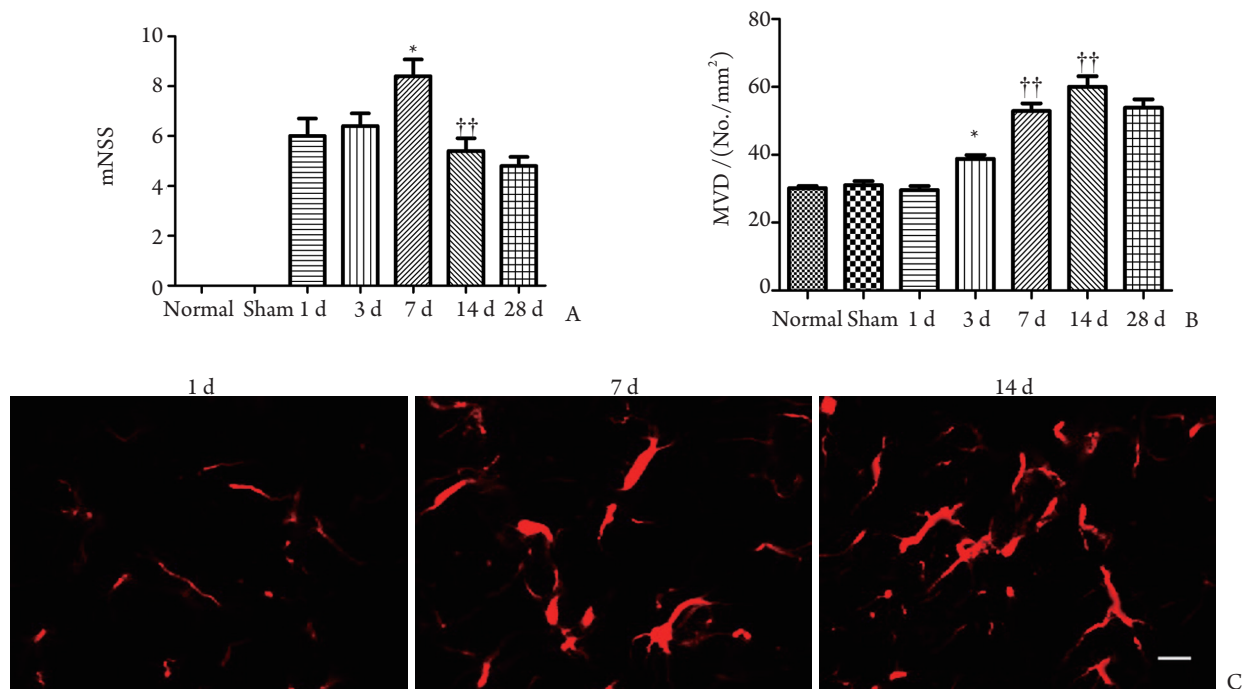 10
8
6
4
2
0
mNSS
*
††
Normal Sham 1 d 3 d 7 d 14 d 28 d
A
80
60
40
20
0
MVD/(No./mm²)
*
††
††
Normal Sham 1 d 3 d 7 d 14 d 28 d
B
1 d 7 d 14 d
C